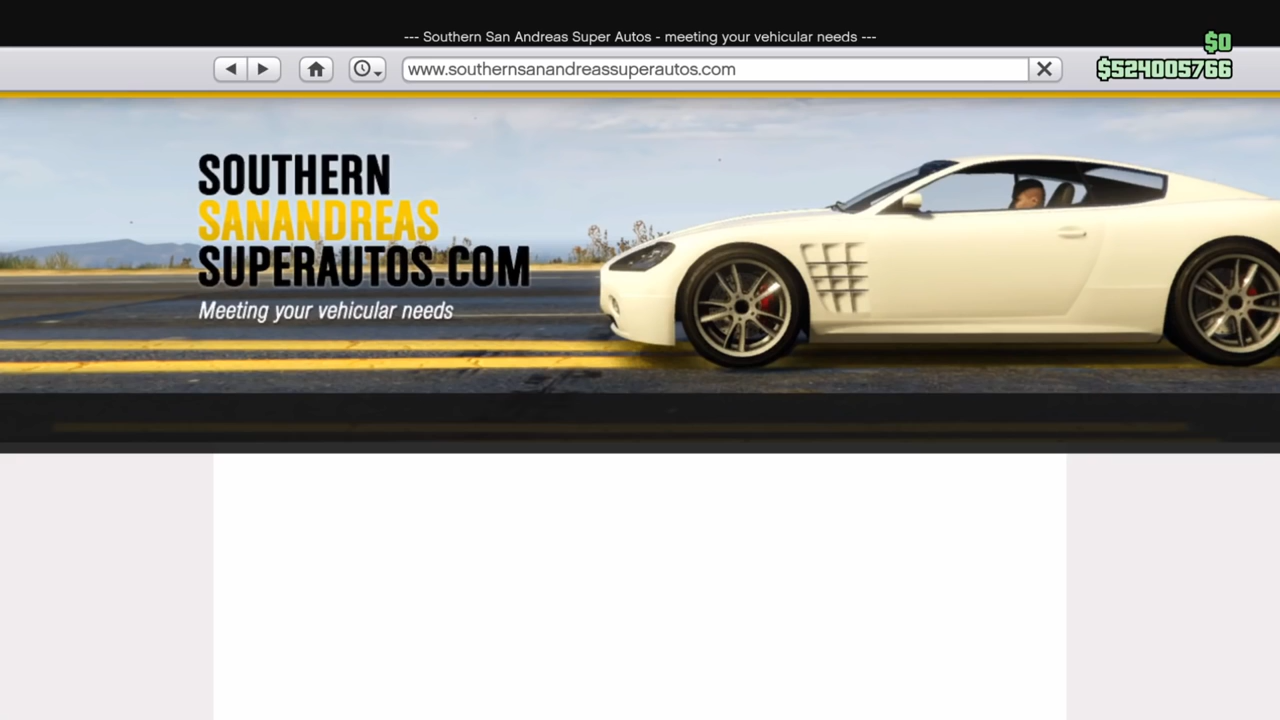 --- Southern San Andreas Super Autos - meeting your vehicular needs ---
$0
www.southernsanandreassuperautos.com
$524005766
SOUTHERN
SANANDREAS
SUPERAUTOS.COM
Meeting your vehicular needs